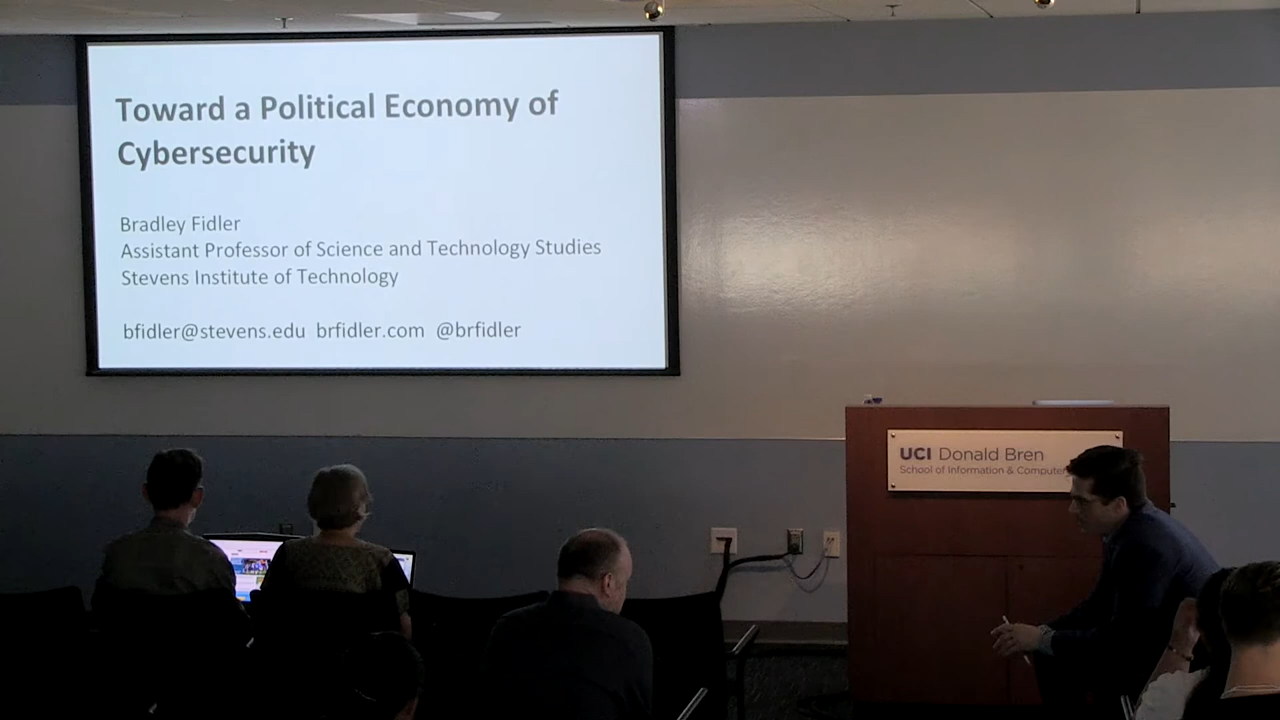 Toward a Political Economy of
Cybersecurity
Bradley Fidler
Assistant Professor of Science and Technology Studies
Stevens Institute of Technology
bfidler@stevens.edu brfidler.com @brfidler
UCI Donald Bren
School of Information & Computer